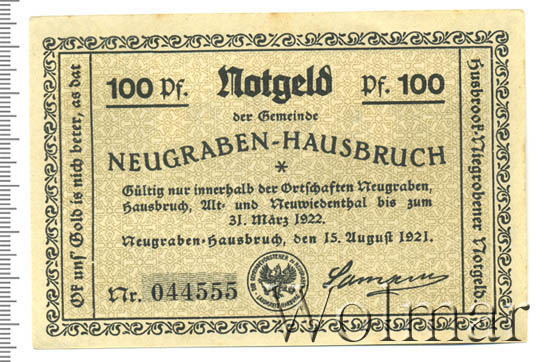 100 Pf. Notgeld Pf. 100
der Gemeinde
NEUGRABEN-HAUSBRUCH
*
Gültig nur innerhalb der Ortschaften Neugraben,
Hausbruch, Alt- und Neuwiedenthal bis zum
31. März 1922.
Neugraben-Hausbruch, den 15. August 1921.
Nr. 044555
Ok uns' Gold is nich beter, as dat
Husbrook-Niegrobener Notgeld.
Wolmar